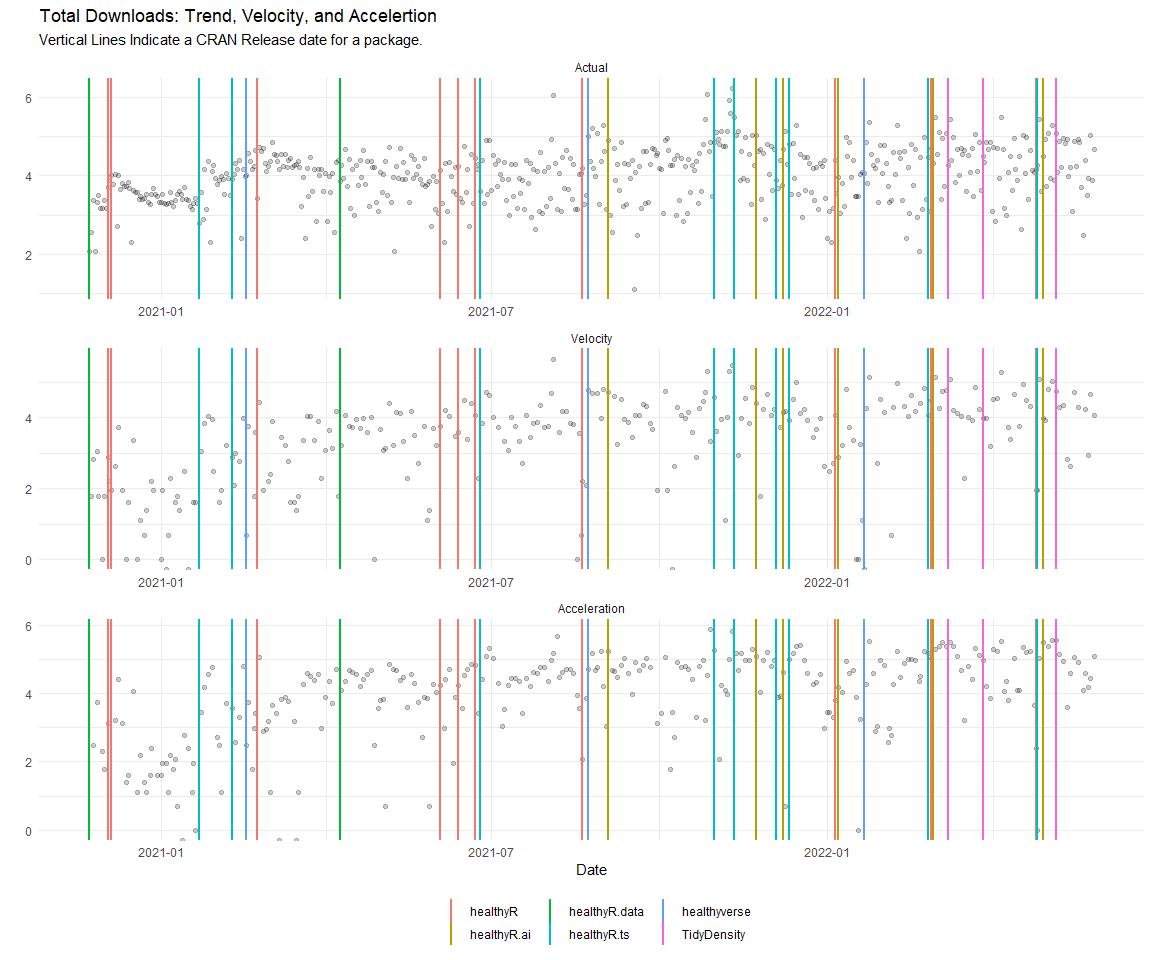 Total Downloads: Trend, Velocity, and Accelertion
Vertical Lines Indicate a CRAN Release date for a package.
Actual
6
4
2
2021-01 2021-07 2022-01
Velocity
4
2
0
2021-01 2021-07 2022-01
Acceleration
6
4
2
0
2021-01 2021-07 2022-01
Date
healthyR healthyR.data healthyverse
healthyR.ai healthyR.ts TidyDensity